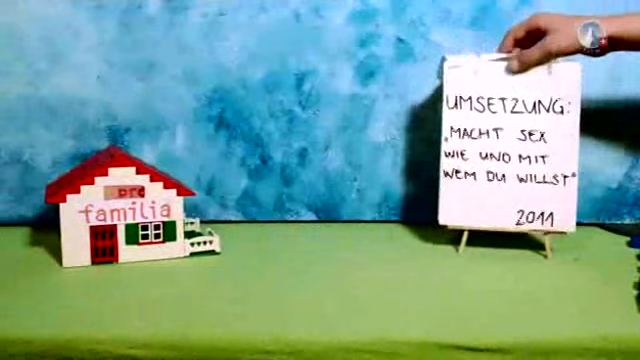 pro
familia
UMSETZUNG:
„MACHT SEX
WIE UND MIT
WEM DU WILLST"
2011